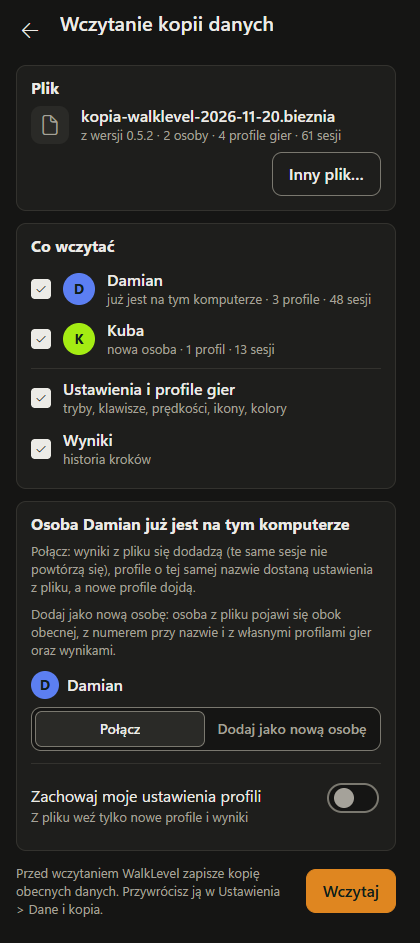 Wczytanie kopii danych
Plik
kopia-walklevel-2026-11-20.bieznia
z wersji 0.5.2 · 2 osoby · 4 profile gier · 61 sesji
Inny plik...
Co wczytać
D
Damian
już jest na tym komputerze · 3 profile · 48 sesji
K
Kuba
nowa osoba · 1 profil · 13 sesji
Ustawienia i profile gier
tryby, klawisze, prędkości, ikony, kolory
Wyniki
historia kroków
Osoba Damian już jest na tym komputerze
Połącz: wyniki z pliku się dodadzą (te same sesje nie
powtórzą się), profile o tej samej nazwie dostaną ustawienia
z pliku, a nowe profile dojdą.
Dodaj jako nową osobę: osoba z pliku pojawi się obok
obecnej, z numerem przy nazwie i z własnymi profilami gier
oraz wynikami.
D
Damian
Połącz
Dodaj jako nową osobę
Zachowaj moje ustawienia profili
Z pliku weź tylko nowe profile i wyniki
Przed wczytaniem WalkLevel zapisze kopię
obecnych danych. Przywrócisz ją w Ustawienia
> Dane i kopia.
Wczytaj